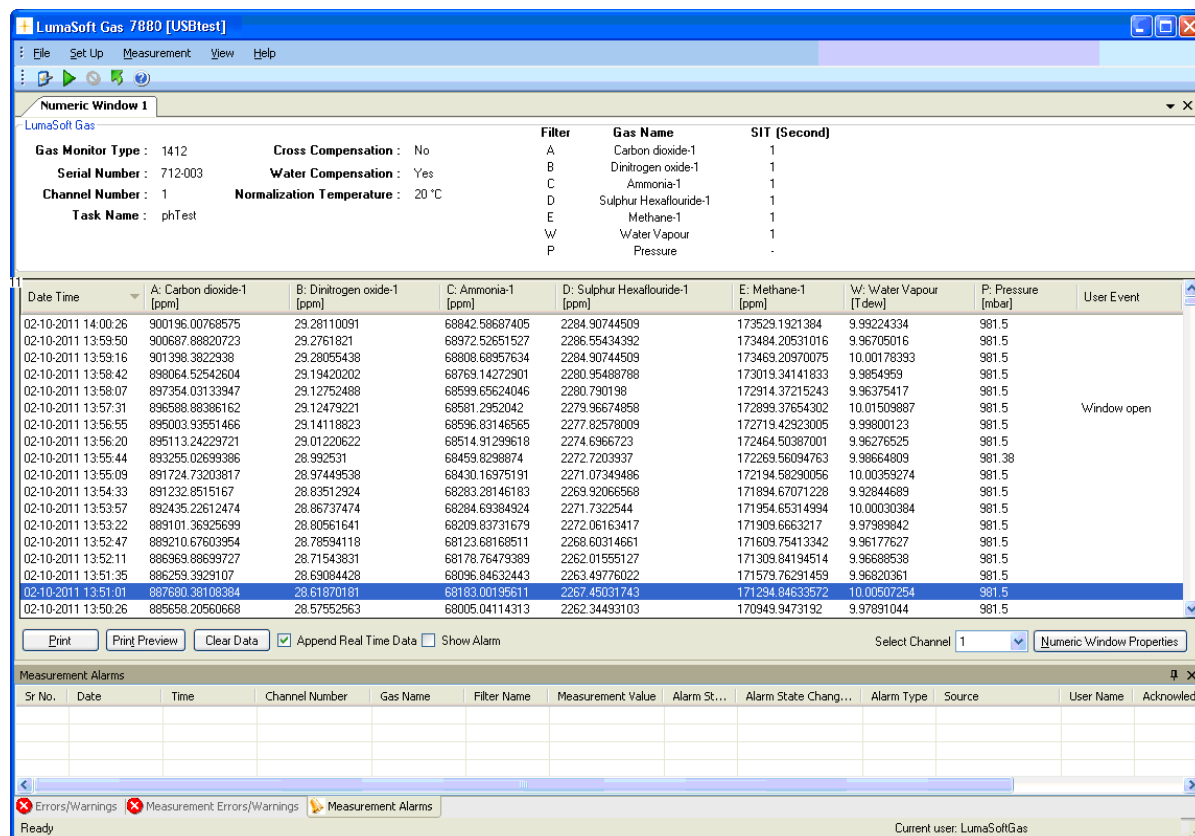 LumaSoft Gas 7880 [USBtest]
File Set Up Measurement View Help
Numeric Window 1
LumaSoft Gas
Filter Gas Name SIT (Second)
Gas Monitor Type : 1412 Cross Compensation : No A Carbon dioxide-1 1
B Dinitrogen oxide-1 1
Serial Number : 712-003 Water Compensation : Yes C Ammonia-1 1
Channel Number : 1 Normalization Temperature : 20 °C D Sulphur Hexaflouride-1 1
Task Name : phTest E Methane-1 1
W Water Vapour 1
P Pressure -
11
Date Time A: Carbon dioxide-1 [ppm] B: Dinitrogen oxide-1 [ppm] C: Ammonia-1 [ppm] D: Sulphur Hexaflouride-1 [ppm] E: Methane-1 [ppm] W: Water Vapour [Tdew] P: Pressure [mbar] User Event
02-10-2011 14:00:26 900196.00768575 29.28110091 68842.58687405 2284.90744509 173529.1921384 9.99224334 981.5
02-10-2011 13:59:50 900687.88820723 29.2761821 68972.52651527 2286.55434392 173484.20531016 9.96705016 981.5
02-10-2011 13:59:16 901398.3822938 29.28055438 68808.68957634 2284.90744509 173469.20970075 10.00178393 981.5
02-10-2011 13:58:42 898064.52542604 29.19420202 68769.14272901 2280.95488788 173019.34141833 9.9854959 981.5
02-10-2011 13:58:07 897354.03133947 29.12752488 68599.65624046 2280.790198 172914.37215243 9.96375417 981.5
02-10-2011 13:57:31 896588.88386162 29.12479221 68581.2952042 2279.96674858 172899.37654302 10.01509887 981.5 Window open
02-10-2011 13:56:55 895003.93551466 29.14118823 68596.83146565 2277.82578009 172719.42923005 9.99800123 981.5
02-10-2011 13:56:20 895113.24229721 29.01220622 68514.91299618 2274.6966723 172464.50387001 9.96276525 981.5
02-10-2011 13:55:44 893255.02699386 28.992531 68459.8298874 2272.7203937 172269.56094763 9.98664809 981.38
02-10-2011 13:55:09 891724.73203817 28.97449538 68430.16975191 2271.07349486 172194.58290056 10.00359274 981.5
02-10-2011 13:54:33 891232.8515167 28.83512924 68283.28146183 2269.92066568 171894.67071228 9.92844689 981.5
02-10-2011 13:53:57 892435.22612474 28.86737474 68284.69384924 2271.7322544 171954.65314994 10.00030384 981.5
02-10-2011 13:53:22 889101.36925699 28.80561641 68209.83731679 2272.06163417 171909.6663217 9.97989842 981.5
02-10-2011 13:52:47 889210.67603954 28.78594118 68123.68168511 2268.60314661 171609.75413342 9.96177627 981.5
02-10-2011 13:52:11 886969.88699727 28.71543831 68178.76479389 2262.01555127 171309.84194514 9.96688538 981.5
02-10-2011 13:51:35 886259.3929107 28.69084428 68096.84632443 2263.49776022 171579.76291459 9.96820361 981.5
02-10-2011 13:51:01 887680.38108384 28.61870181 68183.00195611 2267.45031743 171294.84633572 10.00507254 981.5
02-10-2011 13:50:26 885658.20560668 28.57552563 68005.04114313 2262.34493103 170949.9473192 9.97891044 981.5
Print Print Preview Clear Data Append Real Time Data Show Alarm Select Channel 1 Numeric Window Properties
Measurement Alarms
Sr No. Date Time Channel Number Gas Name Filter Name Measurement Value Alarm St... Alarm State Chang... Alarm Type Source User Name Acknowled
Errors/Warnings Measurement Errors/Warnings Measurement Alarms
Ready Current user: LumaSoftGas